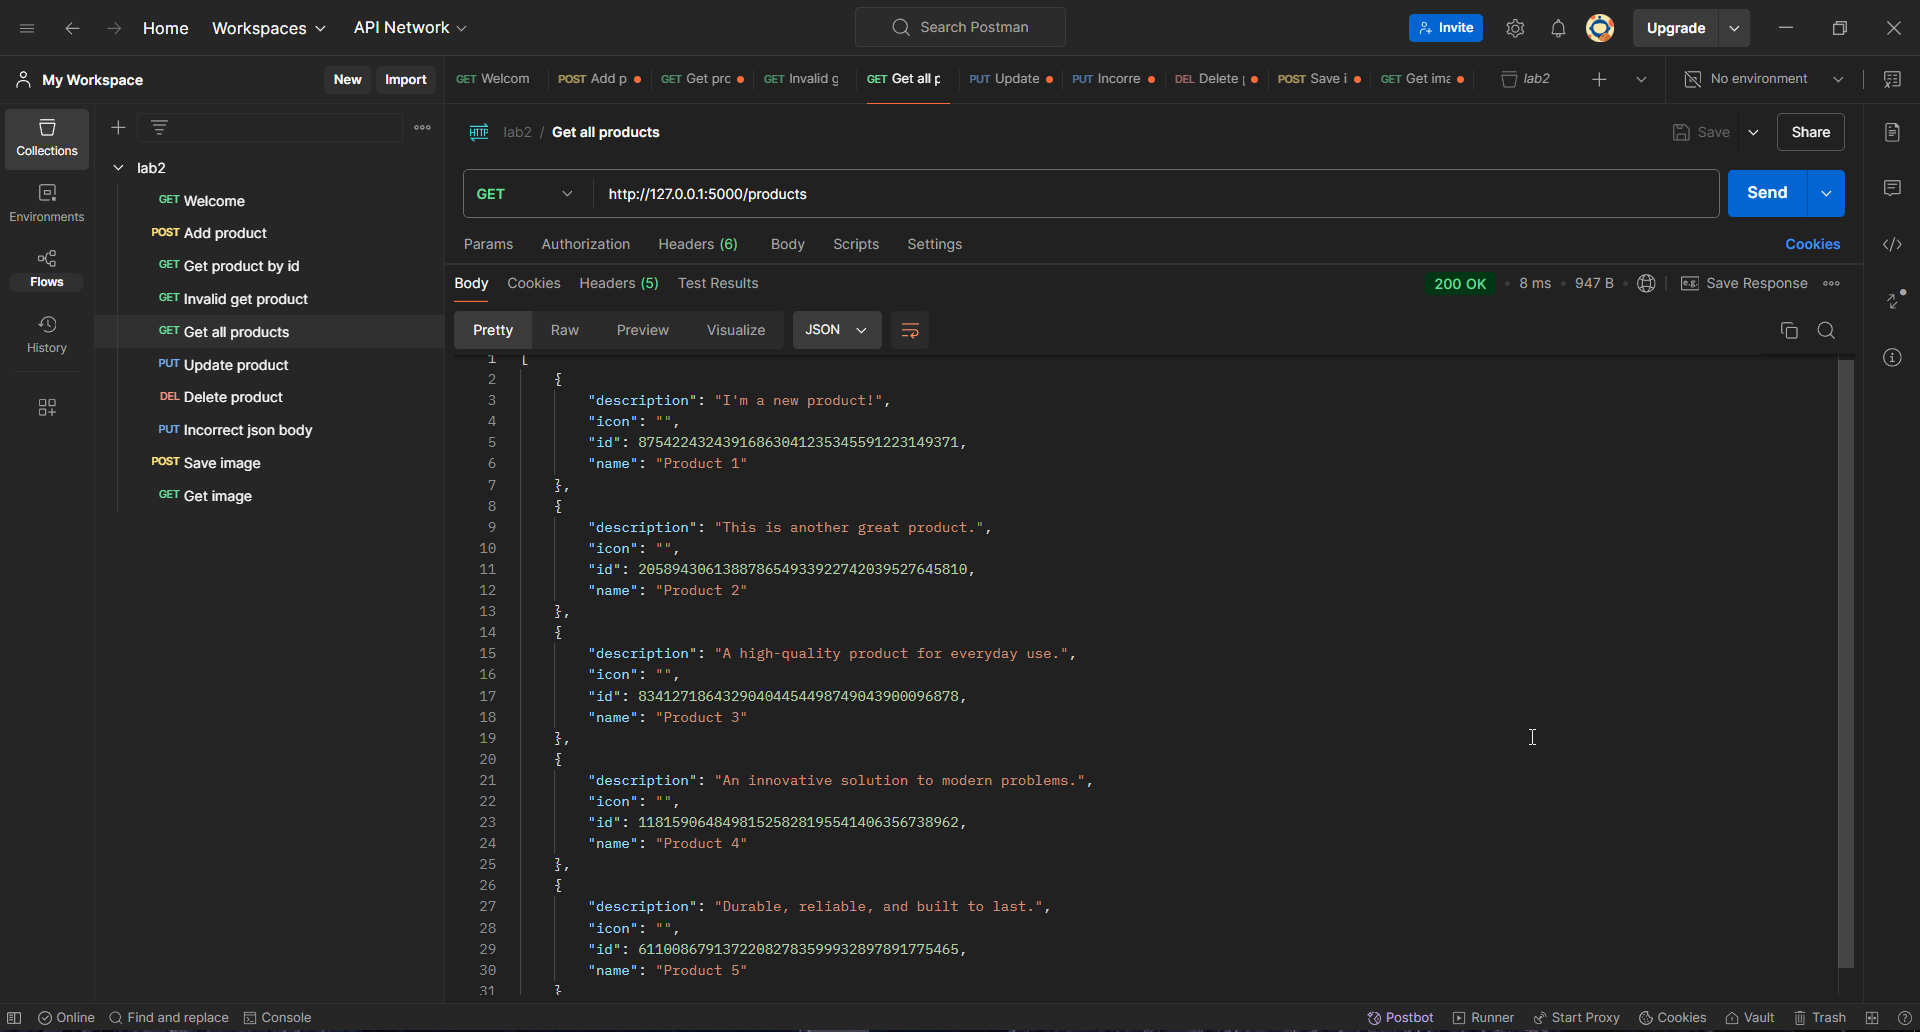 Home Workspaces API Network Search Postman Invite Upgrade
My Workspace New Import
GET Welcom POST Add p GET Get prc GET Invalid g GET Get all p PUT Update PUT Incorre DEL Delete POST Save i GET Get ima lab2 No environment
Collections
Environments
Flows
History
lab2
GET Welcome
POST Add product
GET Get product by id
GET Invalid get product
GET Get all products
PUT Update product
DEL Delete product
PUT Incorrect json body
POST Save image
GET Get image
HTTP lab2 / Get all products Save Share
GET http://127.0.0.1:5000/products Send
Params Authorization Headers (6) Body Scripts Settings Cookies
Body Cookies Headers (5) Test Results 200 OK • 8 ms • 947 B • e.g. Save Response
Pretty Raw Preview Visualize JSON
1 [
2 {
3 "description": "I'm a new product!",
4 "icon": "",
5 "id": 87542243243916863041235345591223149371,
6 "name": "Product 1"
7 },
8 {
9 "description": "This is another great product.",
10 "icon": "",
11 "id": 205894306138878654933922742039527645810,
12 "name": "Product 2"
13 },
14 {
15 "description": "A high-quality product for everyday use.",
16 "icon": "",
17 "id": 83412718643290404454498749043900096878,
18 "name": "Product 3"
19 },
20 {
21 "description": "An innovative solution to modern problems.",
22 "icon": "",
23 "id": 11815906484981525828195541406356738962,
24 "name": "Product 4"
25 },
26 {
27 "description": "Durable, reliable, and built to last.",
28 "icon": "",
29 "id": 61100867913722082783599932897891775465,
30 "name": "Product 5"
31 }
Online Find and replace Console Postbot Runner Start Proxy Cookies Vault Trash